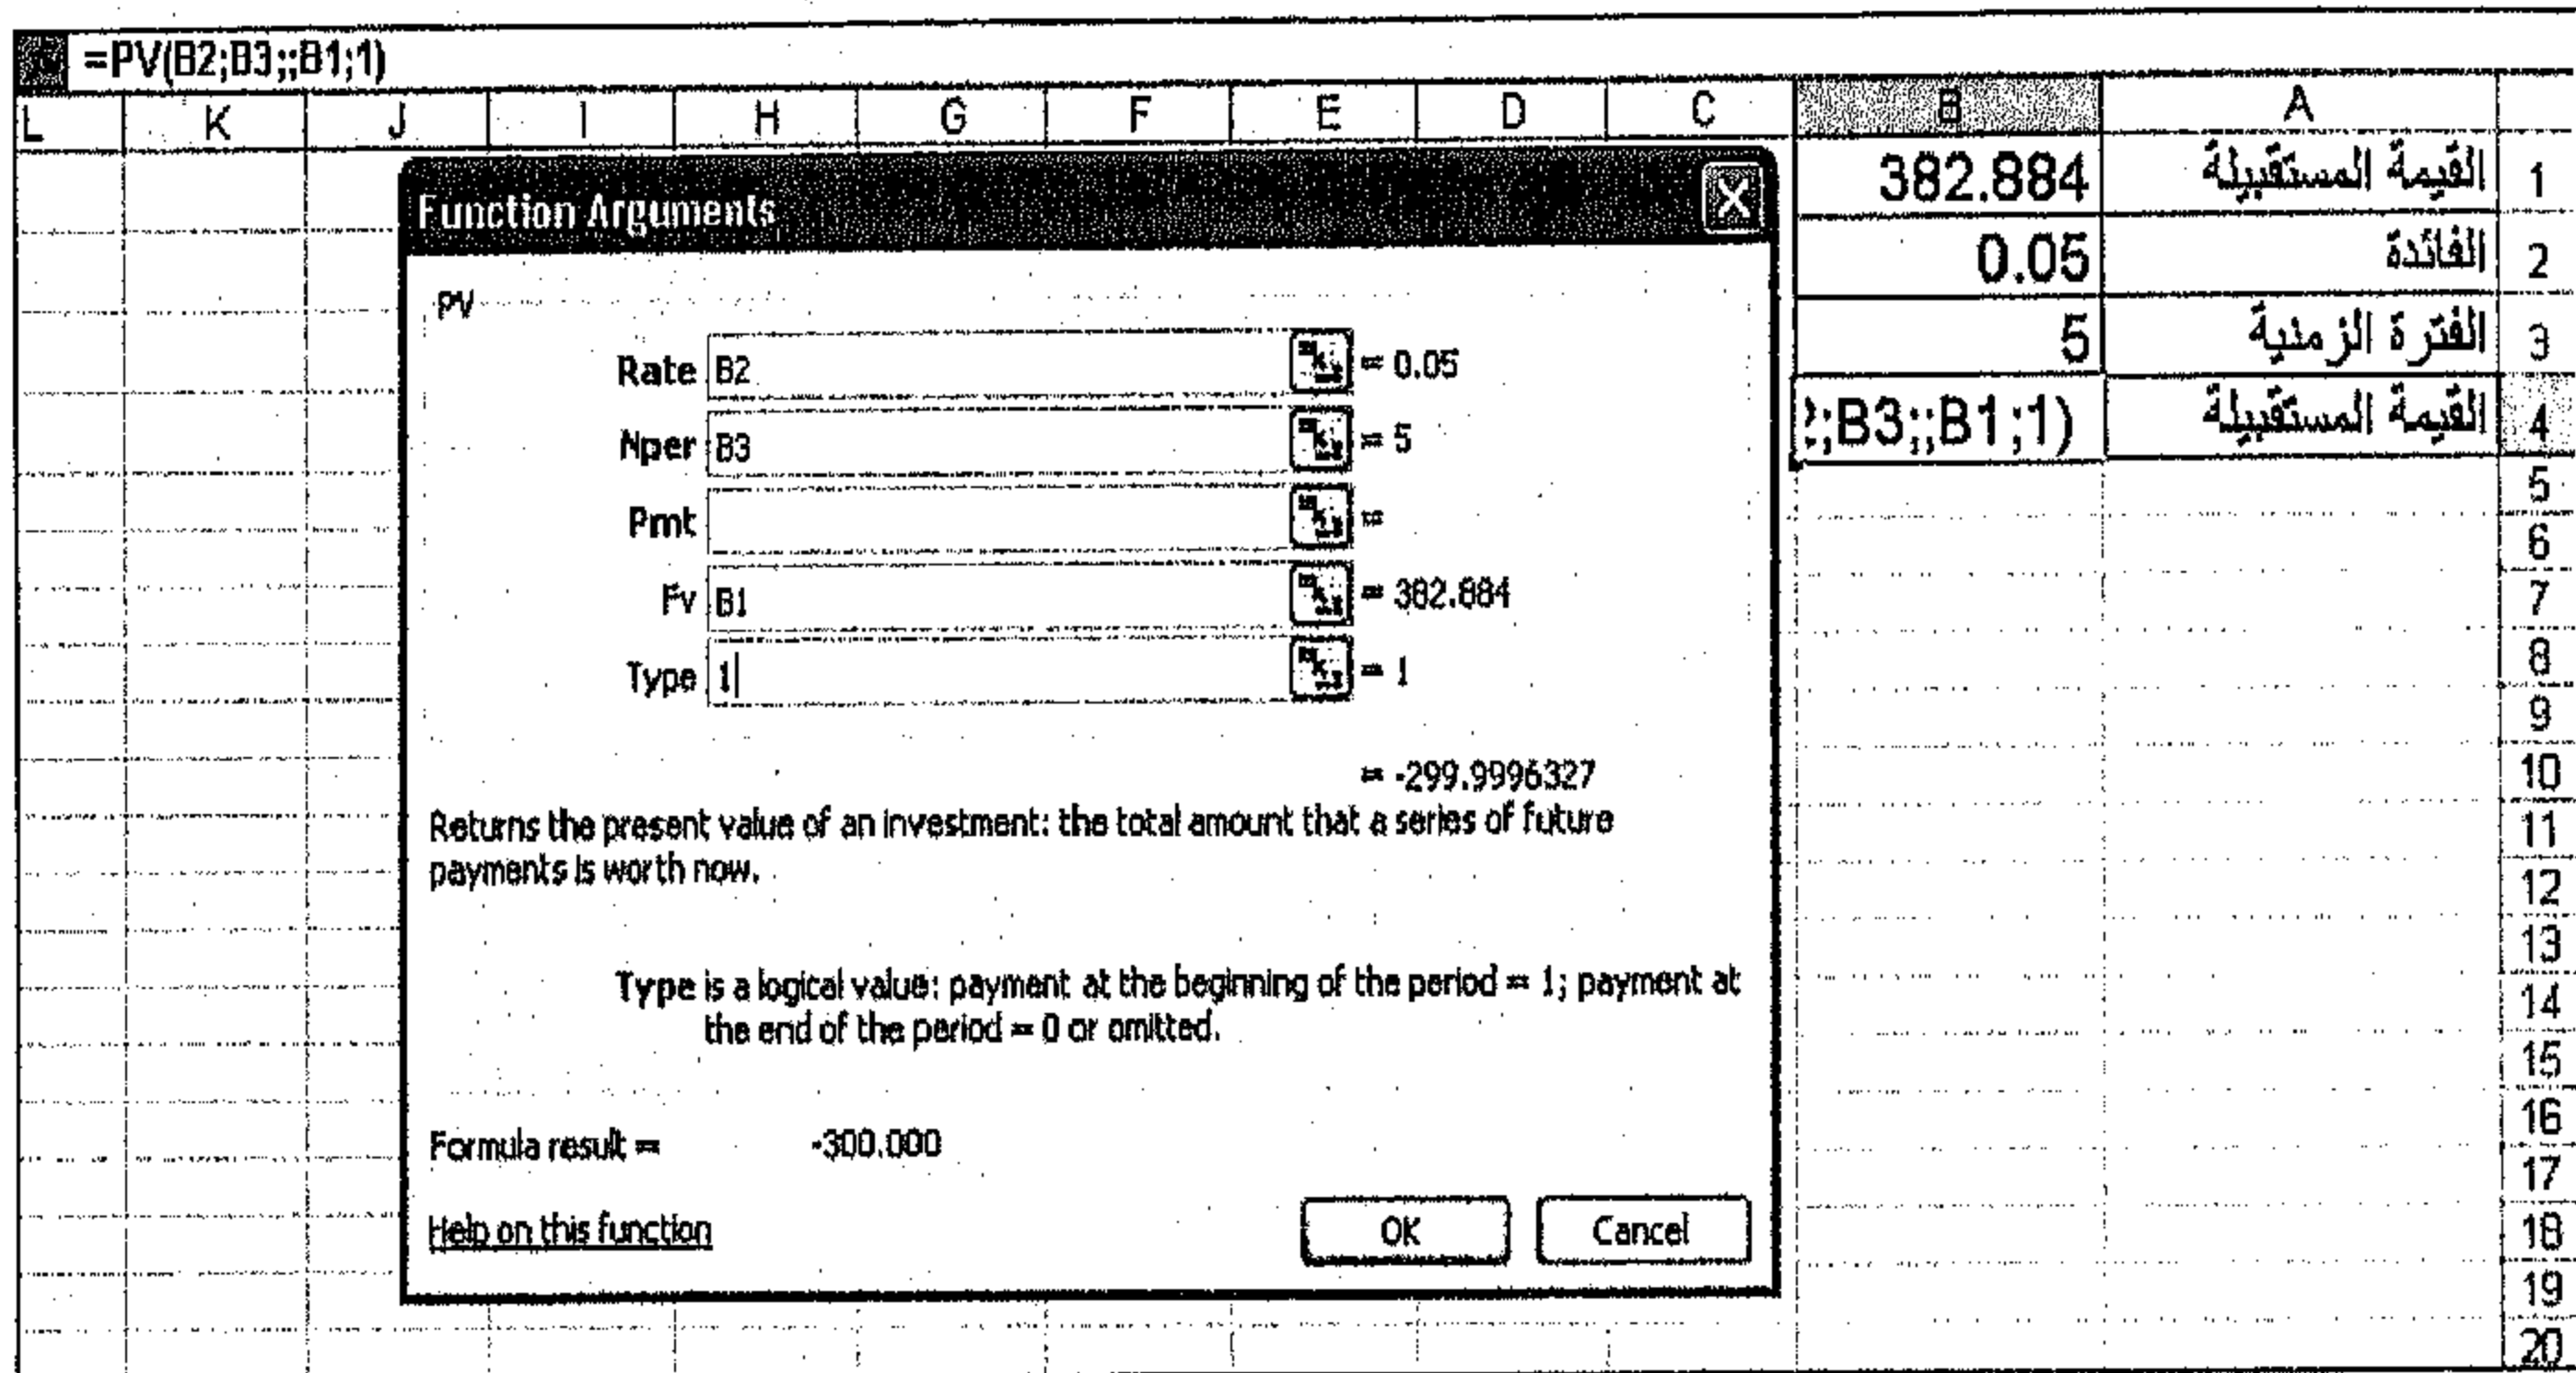 =PV(B2;B3;;B1;1)
L K J I H G F E D C B A
1 القيمة المستقبيلة 382.884
2 الفائدة 0.05
3 الفترة الزمنية 5
4 القيمة المستقبيلة ;B3;;B1;1)
5
6
7
8
9
10
11
12
13
14
15
16
17
18
19
20
Function Arguments
PV
Rate B2 = 0.05
Nper B3 = 5
Pmt =
Fv B1 = 382.884
Type 1 = 1
= -299.9996327
Returns the present value of an investment: the total amount that a series of future
payments is worth now.
Type is a logical value: payment at the beginning of the period = 1; payment at
the end of the period = 0 or omitted.
Formula result = -300.000
Help on this function
OK Cancel